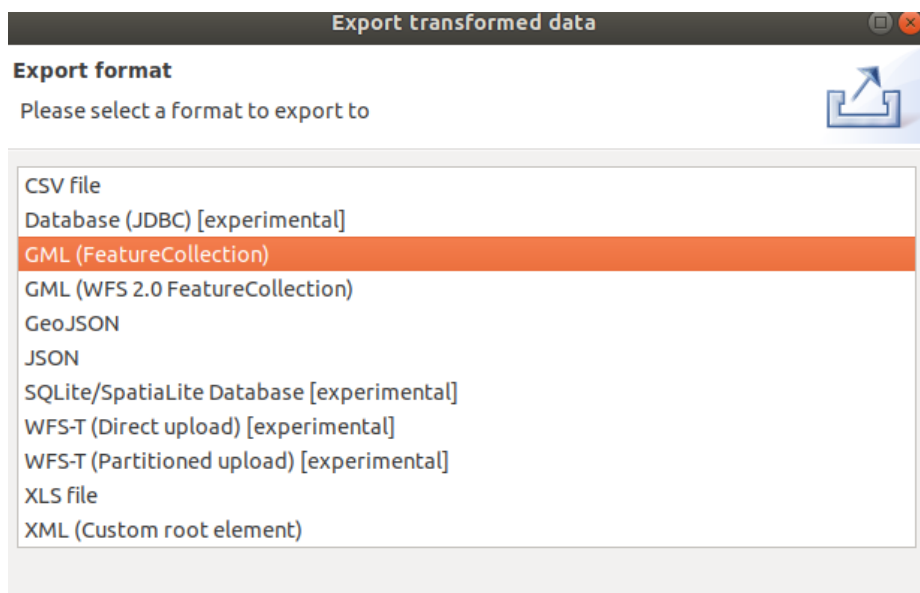 Export transformed data
Export format
Please select a format to export to
CSV file
Database (JDBC) [experimental]
GML (FeatureCollection)
GML (WFS 2.0 FeatureCollection)
GeoJSON
JSON
SQLite/SpatiaLite Database [experimental]
WFS-T (Direct upload) [experimental]
WFS-T (Partitioned upload) [experimental]
XLS file
XML (Custom root element)